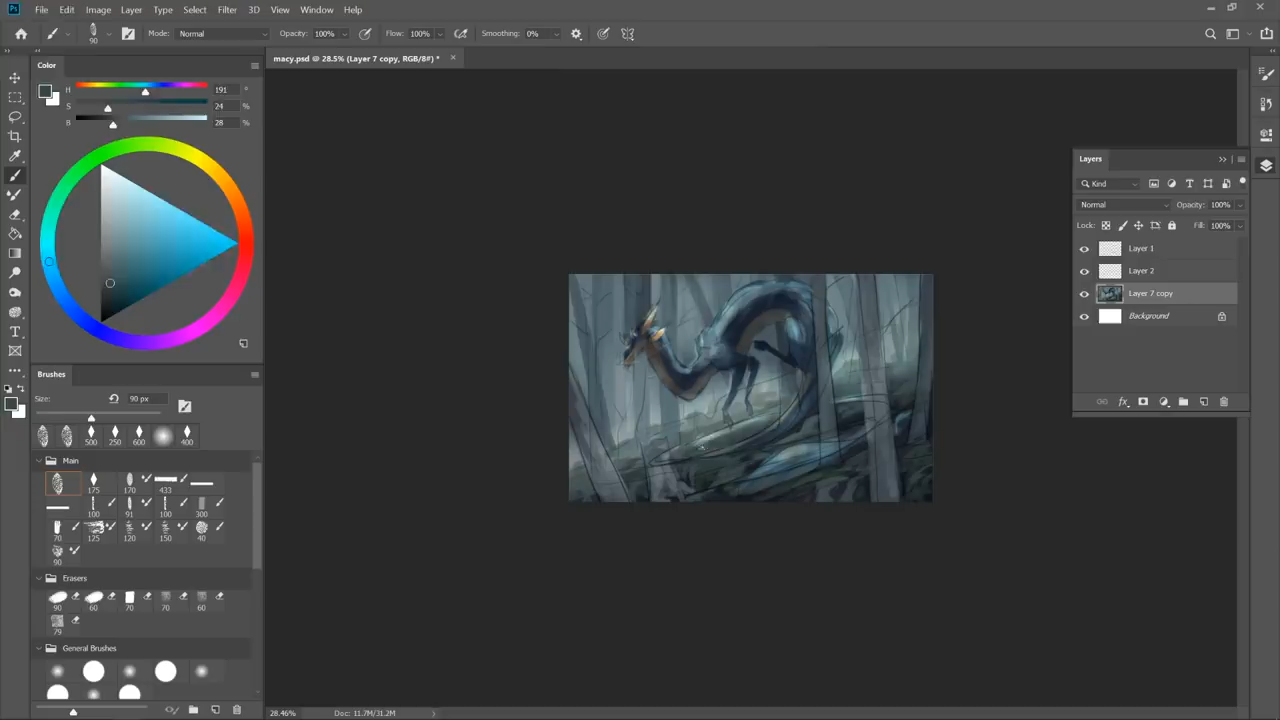 Ps File Edit Image Layer Type Select Filter 3D View Window Help
90 Mode: Normal Opacity: 100% Flow: 100% Smoothing: 0%
macy.psd @ 28.5% (Layer 7 copy, RGB/8#) *
Color
H 191 °
S 24 %
B 28 %
Brushes
Size: 90 px
500 250 600 400
Main
175 170 433
100 91 100 300
70 125 120 150 40
90
Erasers
90 60 70 70 60
79
General Brushes
Layers
Kind
Normal Opacity: 100%
Lock: Fill: 100%
Layer 1
Layer 2
Layer 7 copy
Background
fx
28.46% Doc: 11.7M/31.2M